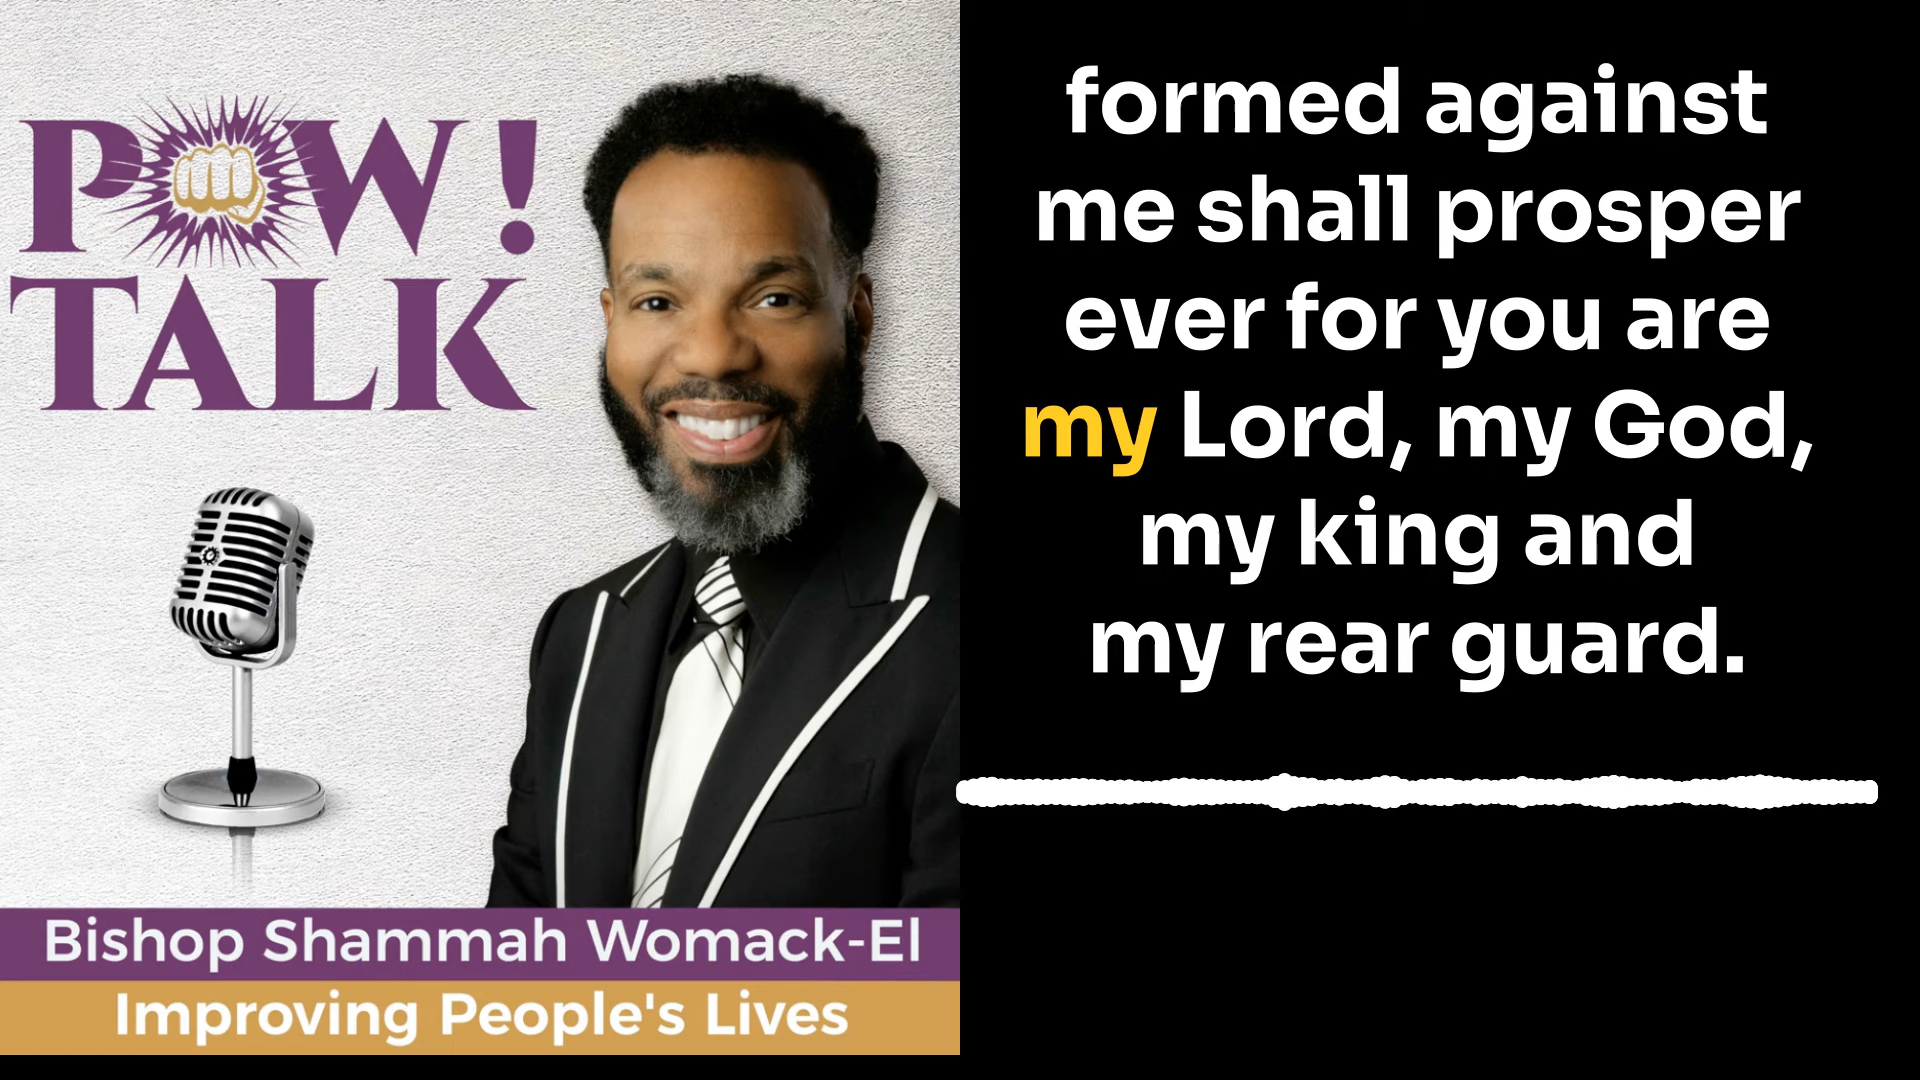 POW!
TALK
Bishop Shammah Womack-El
Improving People's Lives
formed against
me shall prosper
ever for you are
my Lord, my God,
my king and
my rear guard.